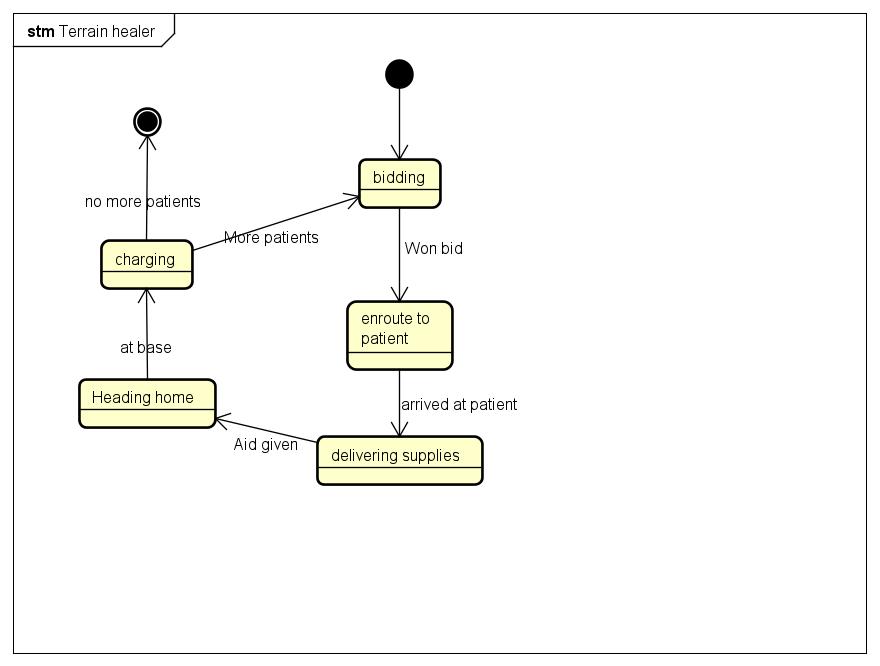 stm Terrain healer
bidding
no more patients
More patients
Won bid
charging
enroute to
patient
at base
Heading home
arrived at patient
Aid given
delivering supplies